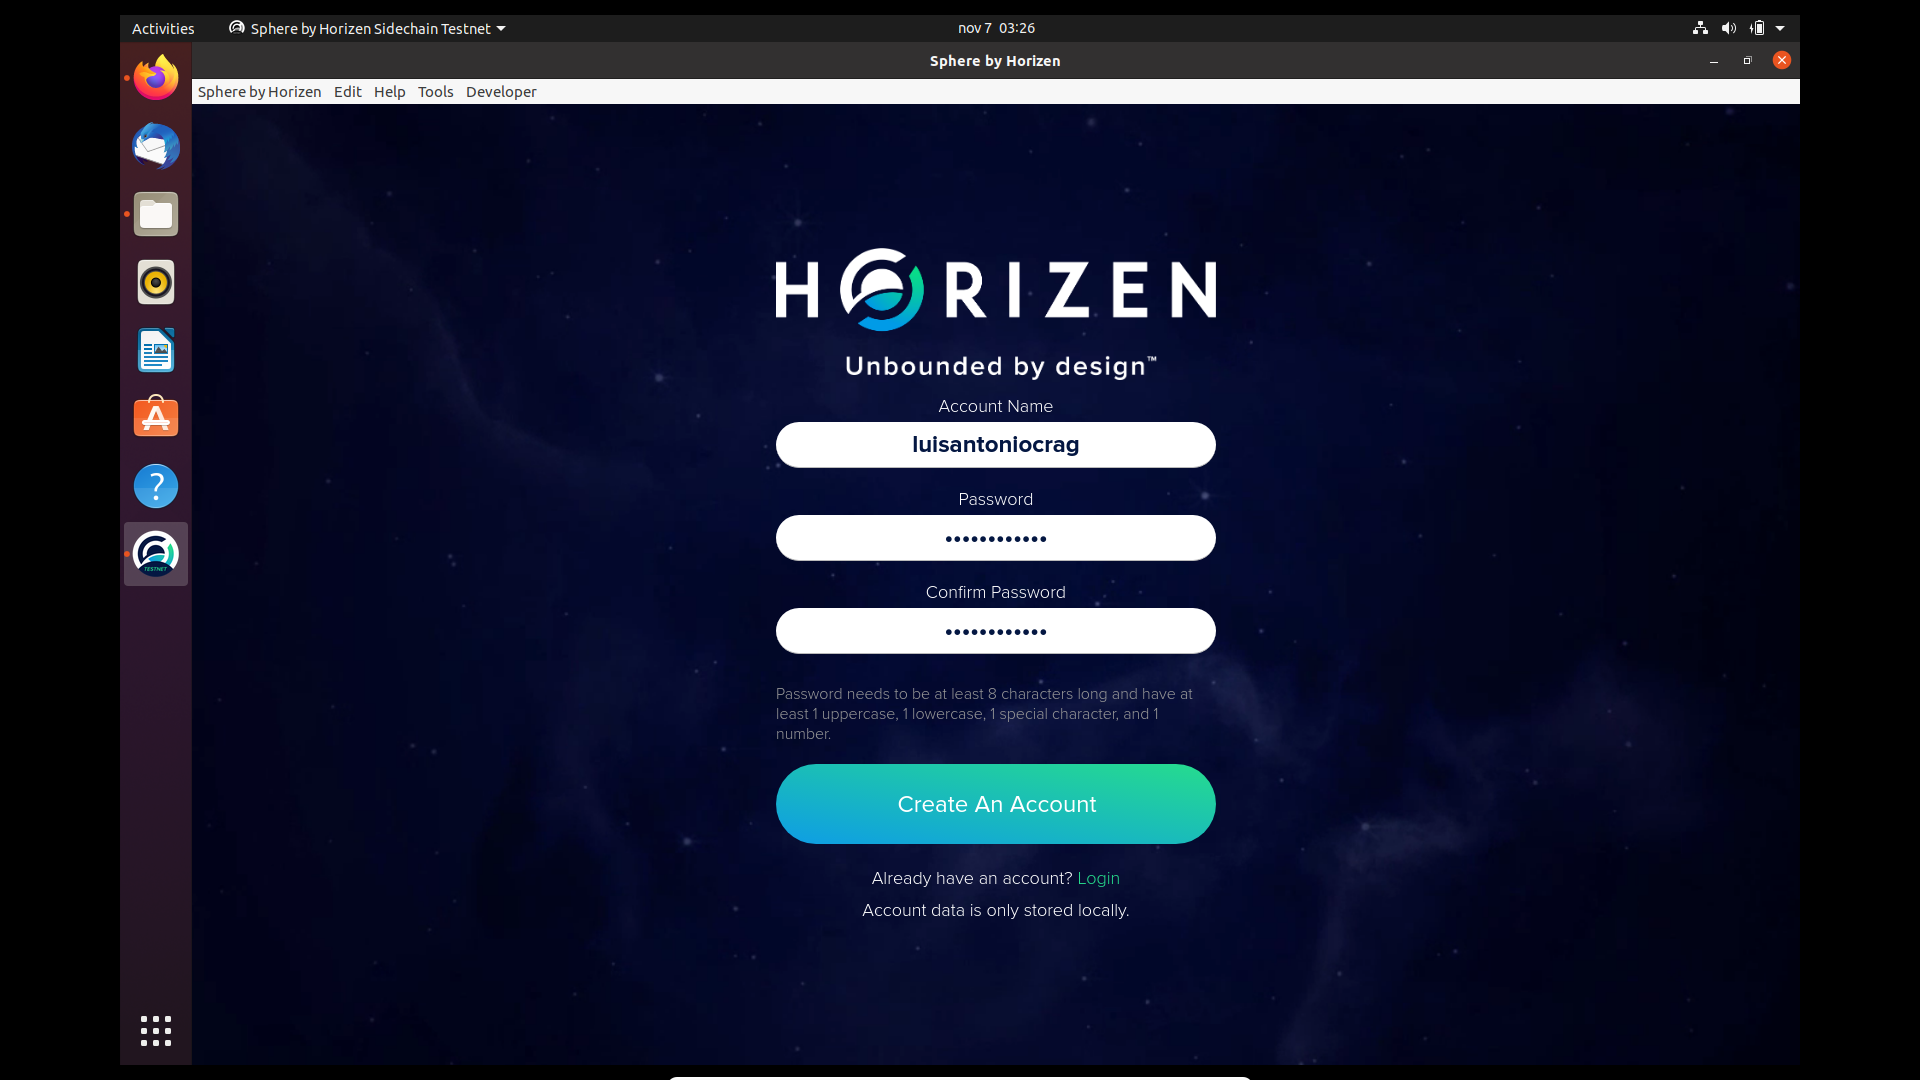 Activities Sphere by Horizen Sidechain Testnet nov 7 03:26
Sphere by Horizen
Sphere by Horizen Edit Help Tools Developer
HORIZEN
Unbounded by design™
Account Name
luisantoniocrag
Password
••••••••••••
Confirm Password
••••••••••••
Password needs to be at least 8 characters long and have at
least 1 uppercase, 1 lowercase, 1 special character, and 1
number.
Create An Account
Already have an account? Login
Account data is only stored locally.
TESTNET